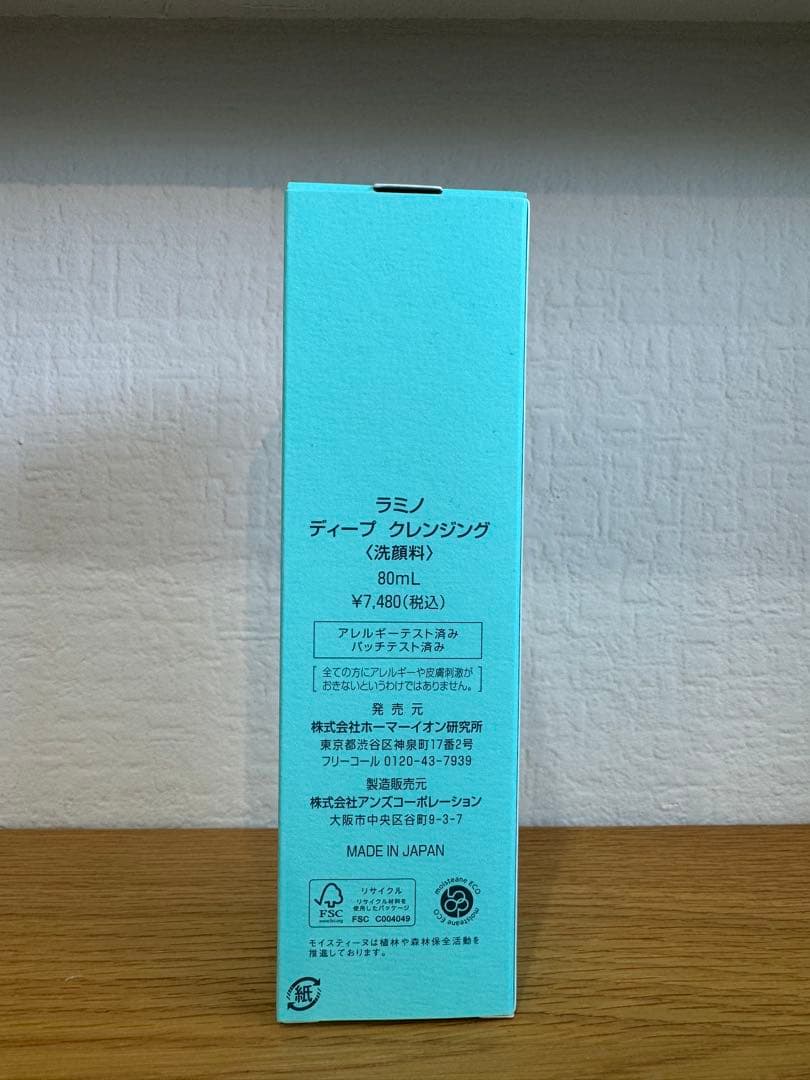 ラミノ
ディープ クレンジング
〈洗顔料〉
80mL
¥7,480(税込)
アレルギーテスト済み
パッチテスト済み
全ての方にアレルギーや皮膚刺激が
おきないというわけではありません。
発売元
株式会社ホーマーイオン研究所
東京都渋谷区神泉町17番2号
フリーコール 0120-43-7939
製造販売元
株式会社アンズコーポレーション
大阪市中央区谷町9-3-7
MADE IN JAPAN
リサイクル
リサイクル材料を
使用したパッケージ
FSC
www.fsc.org
FSC C004049
moisteane ECO
moisteane ECO
モイスティーヌは植林や森林保全活動を
推進しております。
紙